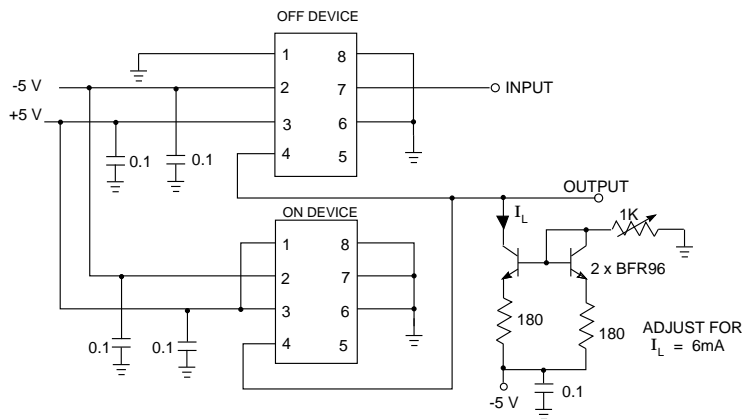 OFF DEVICE
1 8
-5 V 2 7 INPUT
+5 V 3 6
4 5
0.1 0.1
ON DEVICE OUTPUT
I_L 1K
1 8
2 7 2 x BFR96
3 6
0.1 0.1 4 5
180 180 ADJUST FOR
I_L = 6mA
-5 V 0.1